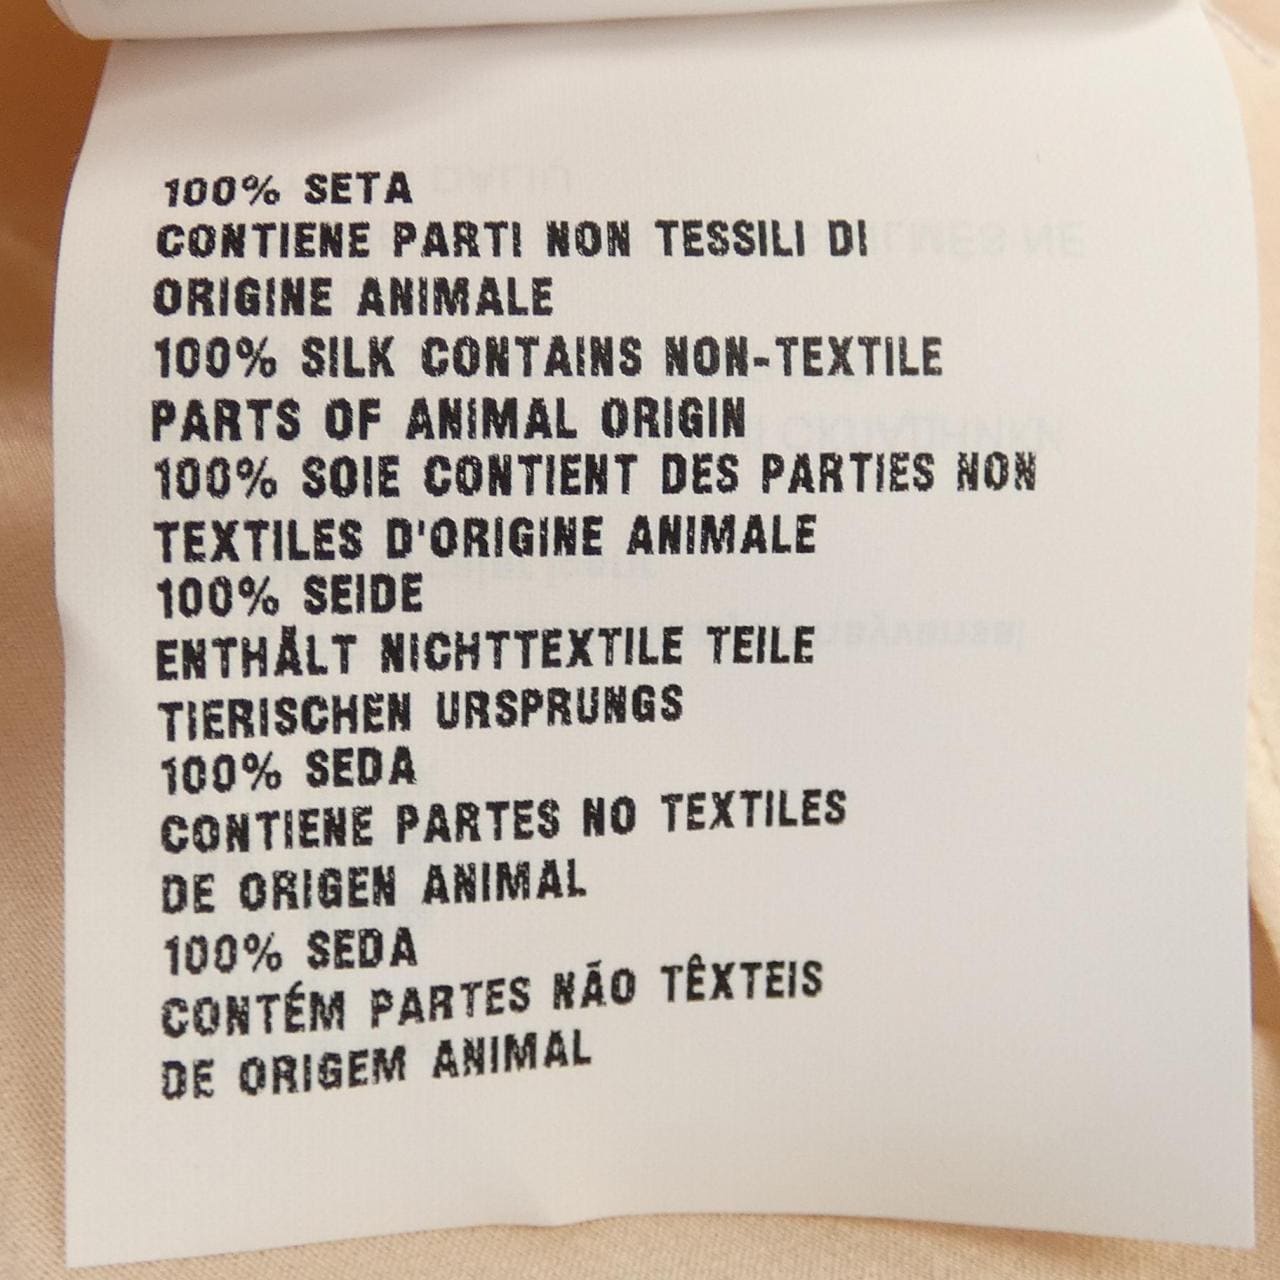 100% SETA
CONTIENE PARTI NON TESSILI DI
ORIGINE ANIMALE
100% SILK CONTAINS NON-TEXTILE
PARTS OF ANIMAL ORIGIN
100% SOIE CONTIENT DES PARTIES NON
TEXTILES D'ORIGINE ANIMALE
100% SEIDE
ENTHÄLT NICHTTEXTILE TEILE
TIERISCHEN URSPRUNGS
100% SEDA
CONTIENE PARTES NO TEXTILES
DE ORIGEN ANIMAL
100% SEDA
CONTÉM PARTES NÃO TÊXTEIS
DE ORIGEM ANIMAL